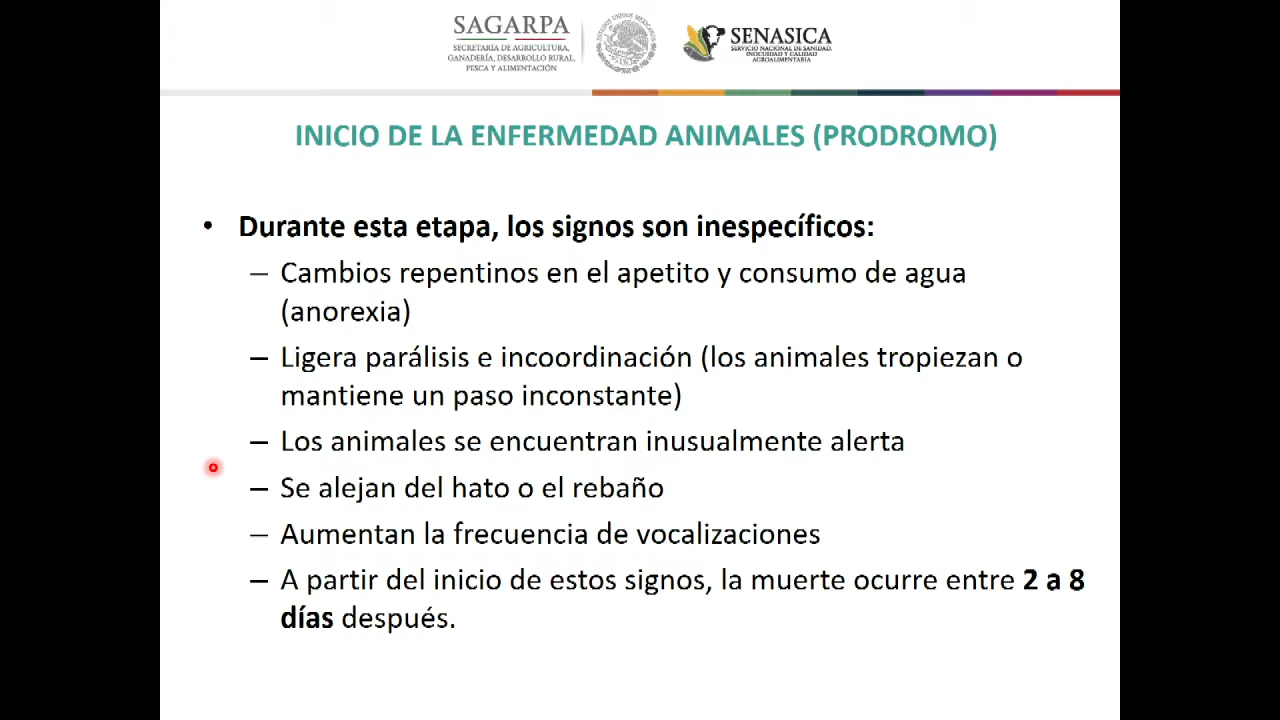 SAGARPA
SECRETARÍA DE AGRICULTURA,
GANADERÍA, DESARROLLO RURAL,
PESCA Y ALIMENTACIÓN
ESTADOS UNIDOS MEXICANOS
SENASICA
SERVICIO NACIONAL DE SANIDAD,
INOCUIDAD Y CALIDAD
AGROALIMENTARIA
INICIO DE LA ENFERMEDAD ANIMALES (PRODROMO)
• Durante esta etapa, los signos son inespecíficos:
– Cambios repentinos en el apetito y consumo de agua
(anorexia)
– Ligera parálisis e incoordinación (los animales tropiezan o
mantiene un paso inconstante)
– Los animales se encuentran inusualmente alerta
– Se alejan del hato o el rebaño
– Aumentan la frecuencia de vocalizaciones
– A partir del inicio de estos signos, la muerte ocurre entre 2 a 8
días después.